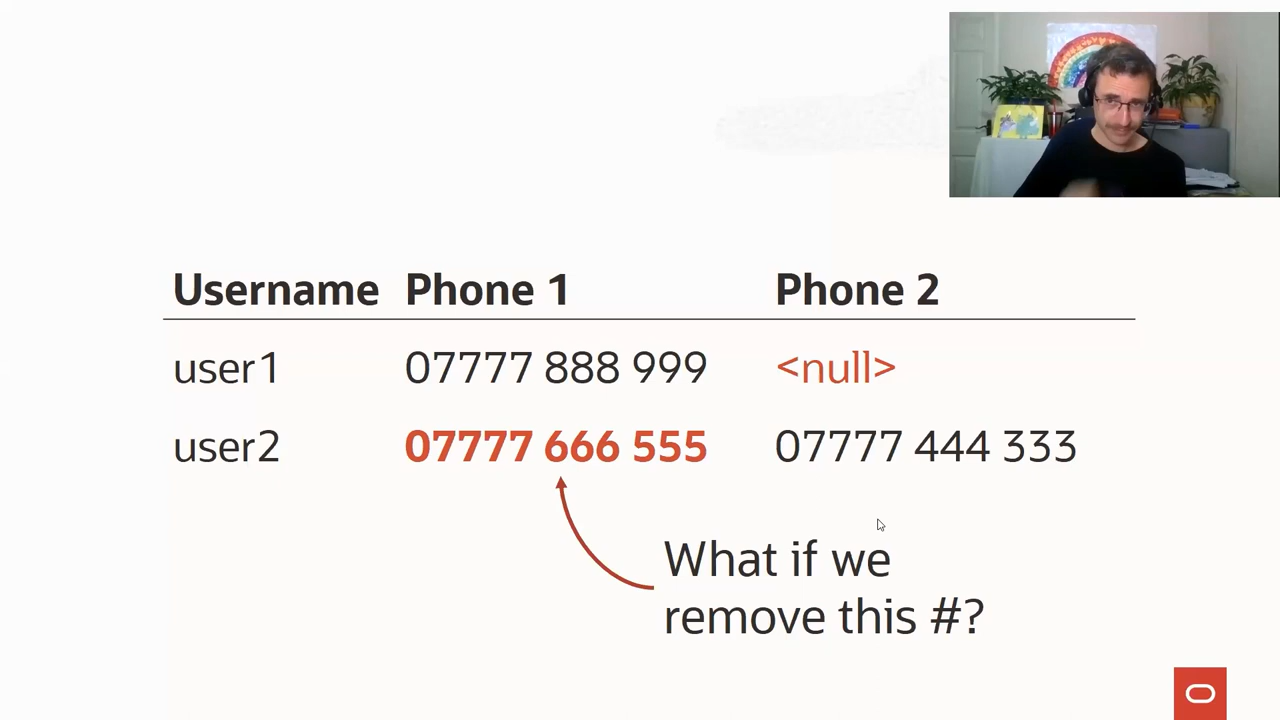 Username Phone 1 Phone 2
user1 07777 888 999 <null>
user2 07777 666 555 07777 444 333
What if we
remove this #?